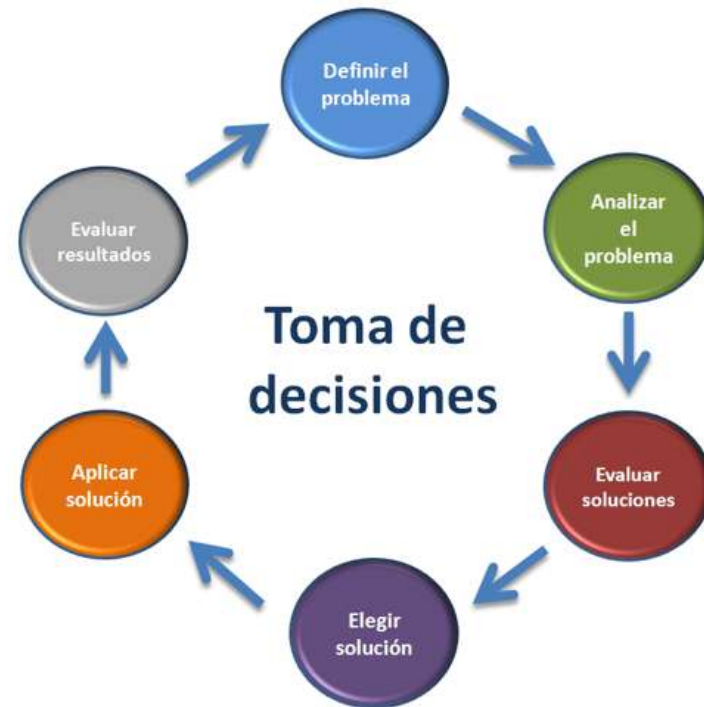 Definir el
problema
Analizar
el
problema
Evaluar
soluciones
Elegir
solución
Aplicar
solución
Evaluar
resultados
Toma de
decisiones